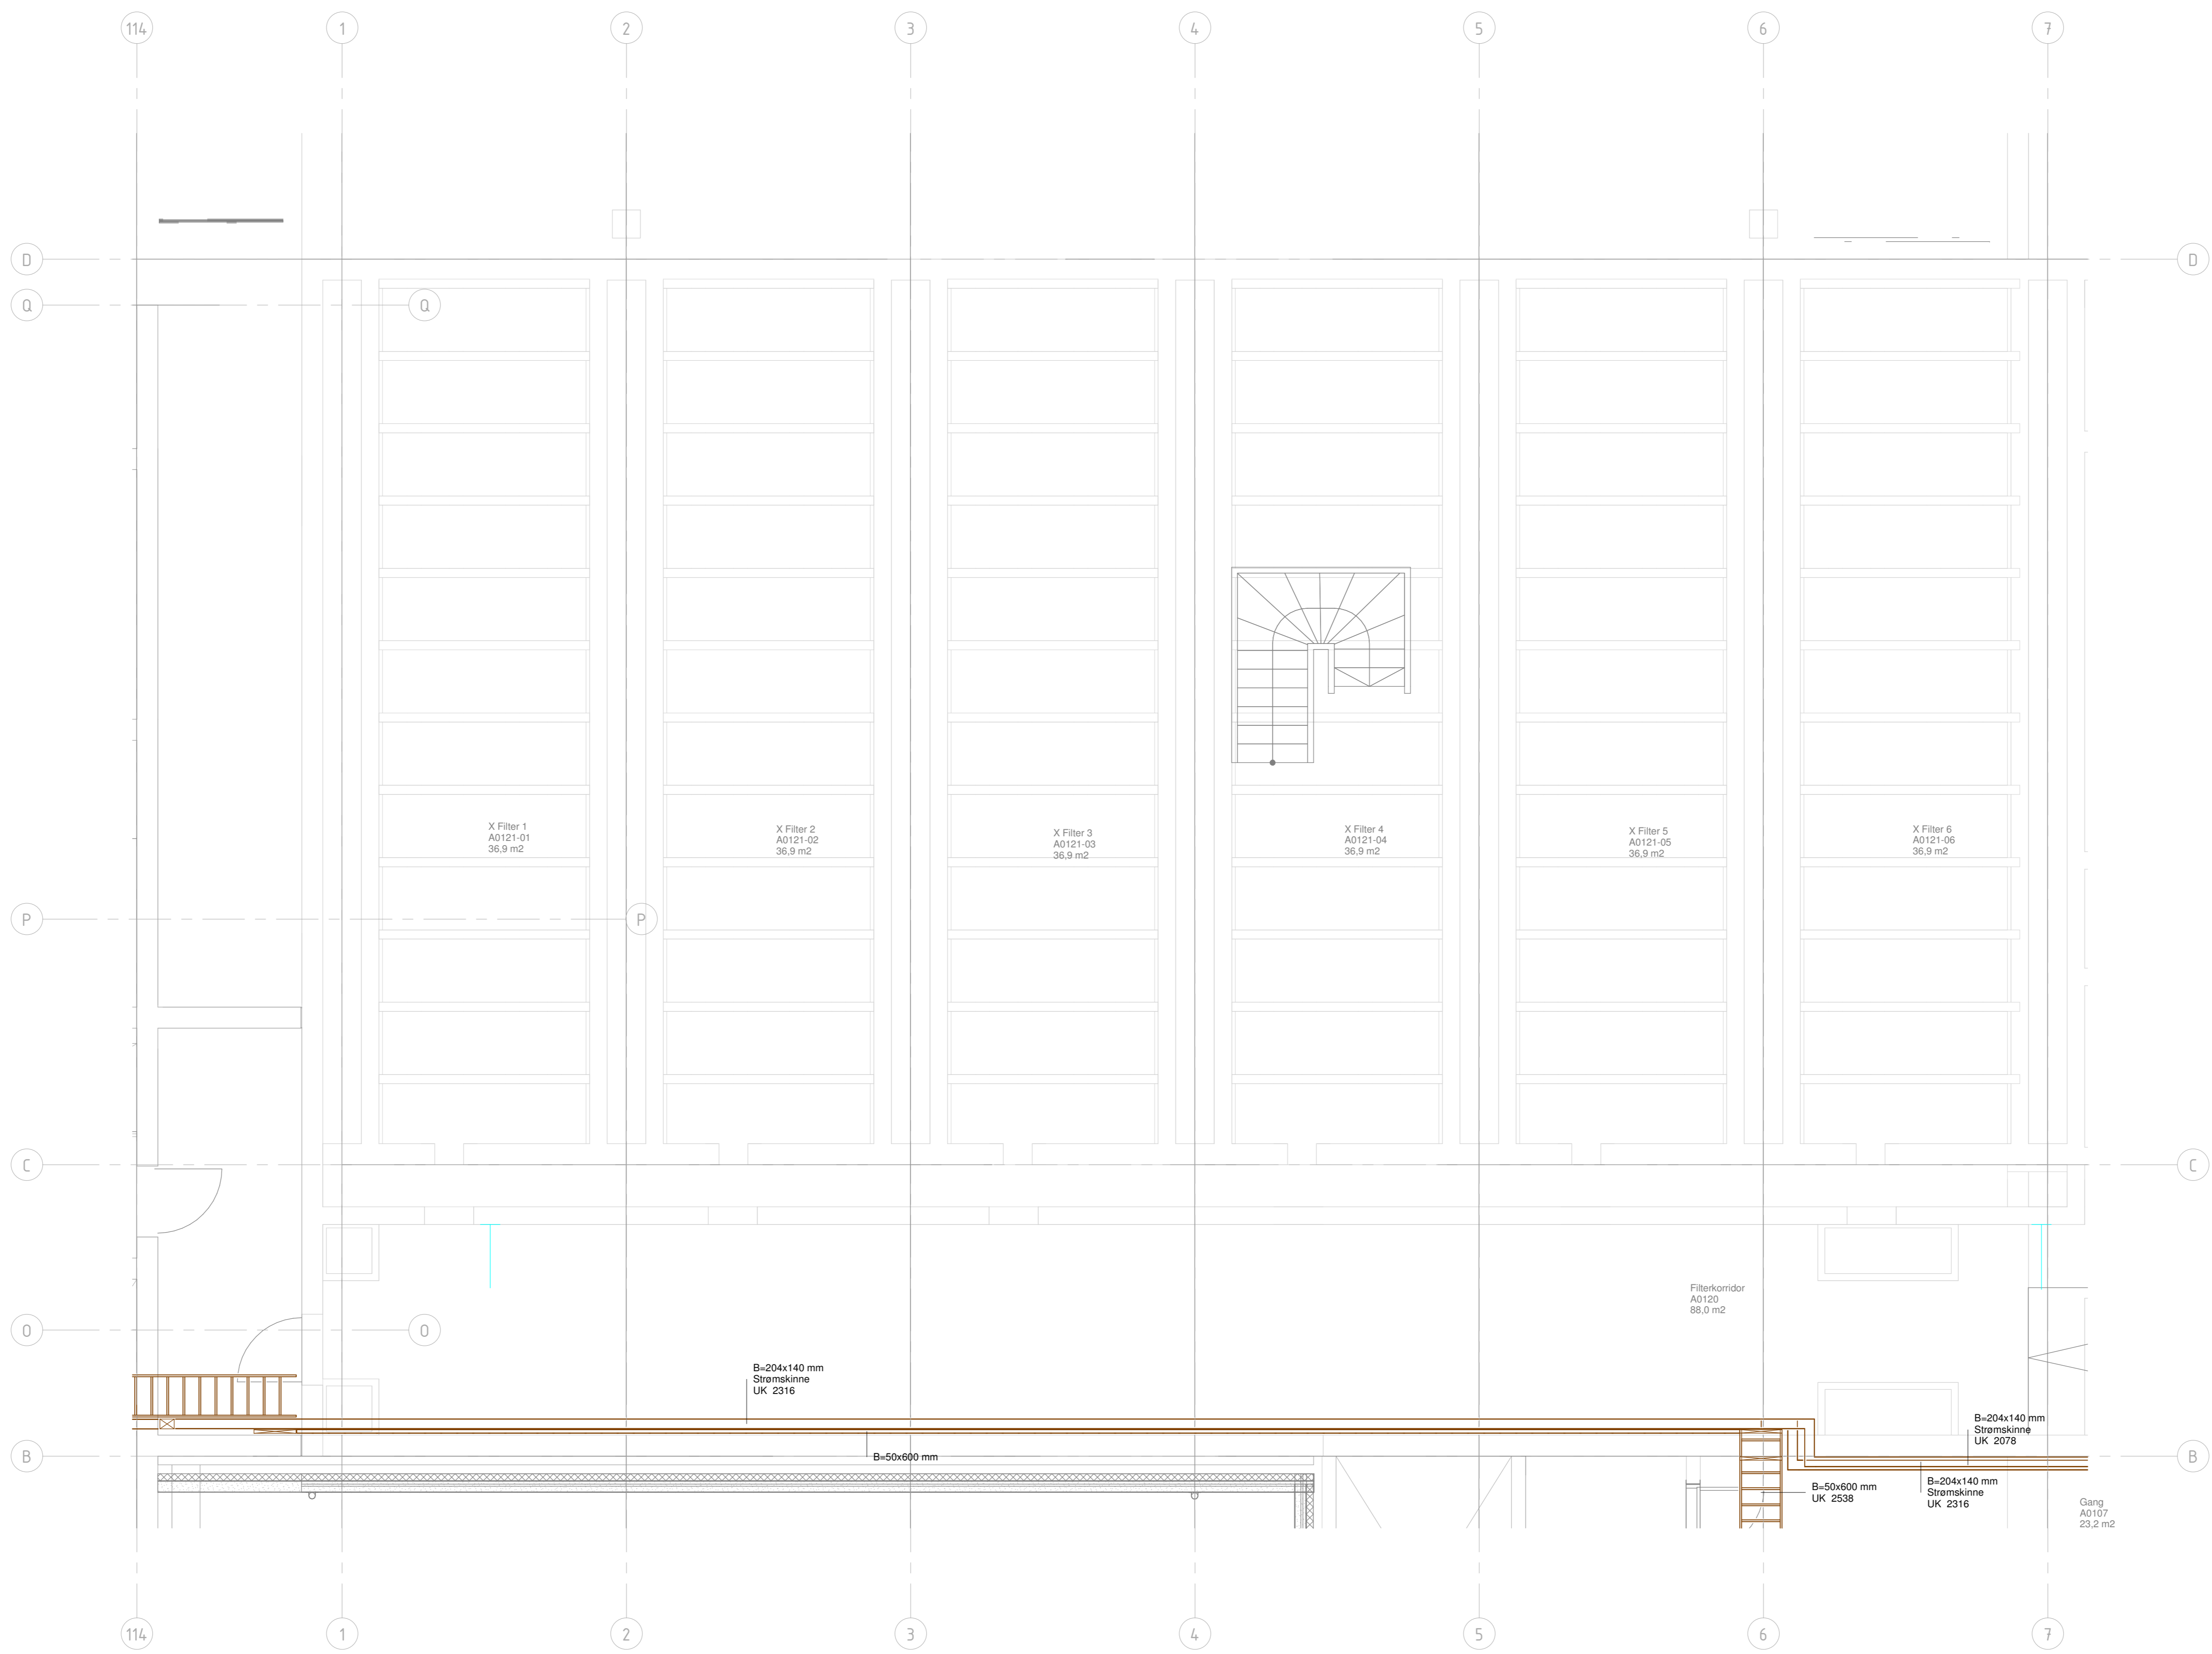 114
1
2
3
4
5
6
7
D
D
Q
Q
X Filter 1
A0121-01
36,9 m2
X Filter 2
A0121-02
36,9 m2
X Filter 3
A0121-03
36,9 m2
X Filter 4
A0121-04
36,9 m2
X Filter 5
A0121-05
36,9 m2
X Filter 6
A0121-06
36,9 m2
P
P
C
C
Filterkorridor
A0120
88,0 m2
O
O
B=204x140 mm
Strømskinne
UK 2316
B=204x140 mm
Strømskinne
UK 2078
B
B
B=50x600 mm
B=50x600 mm
UK 2538
B=204x140 mm
Strømskinne
UK 2316
Gang
A0107
23,2 m2
114
1
2
3
4
5
6
7